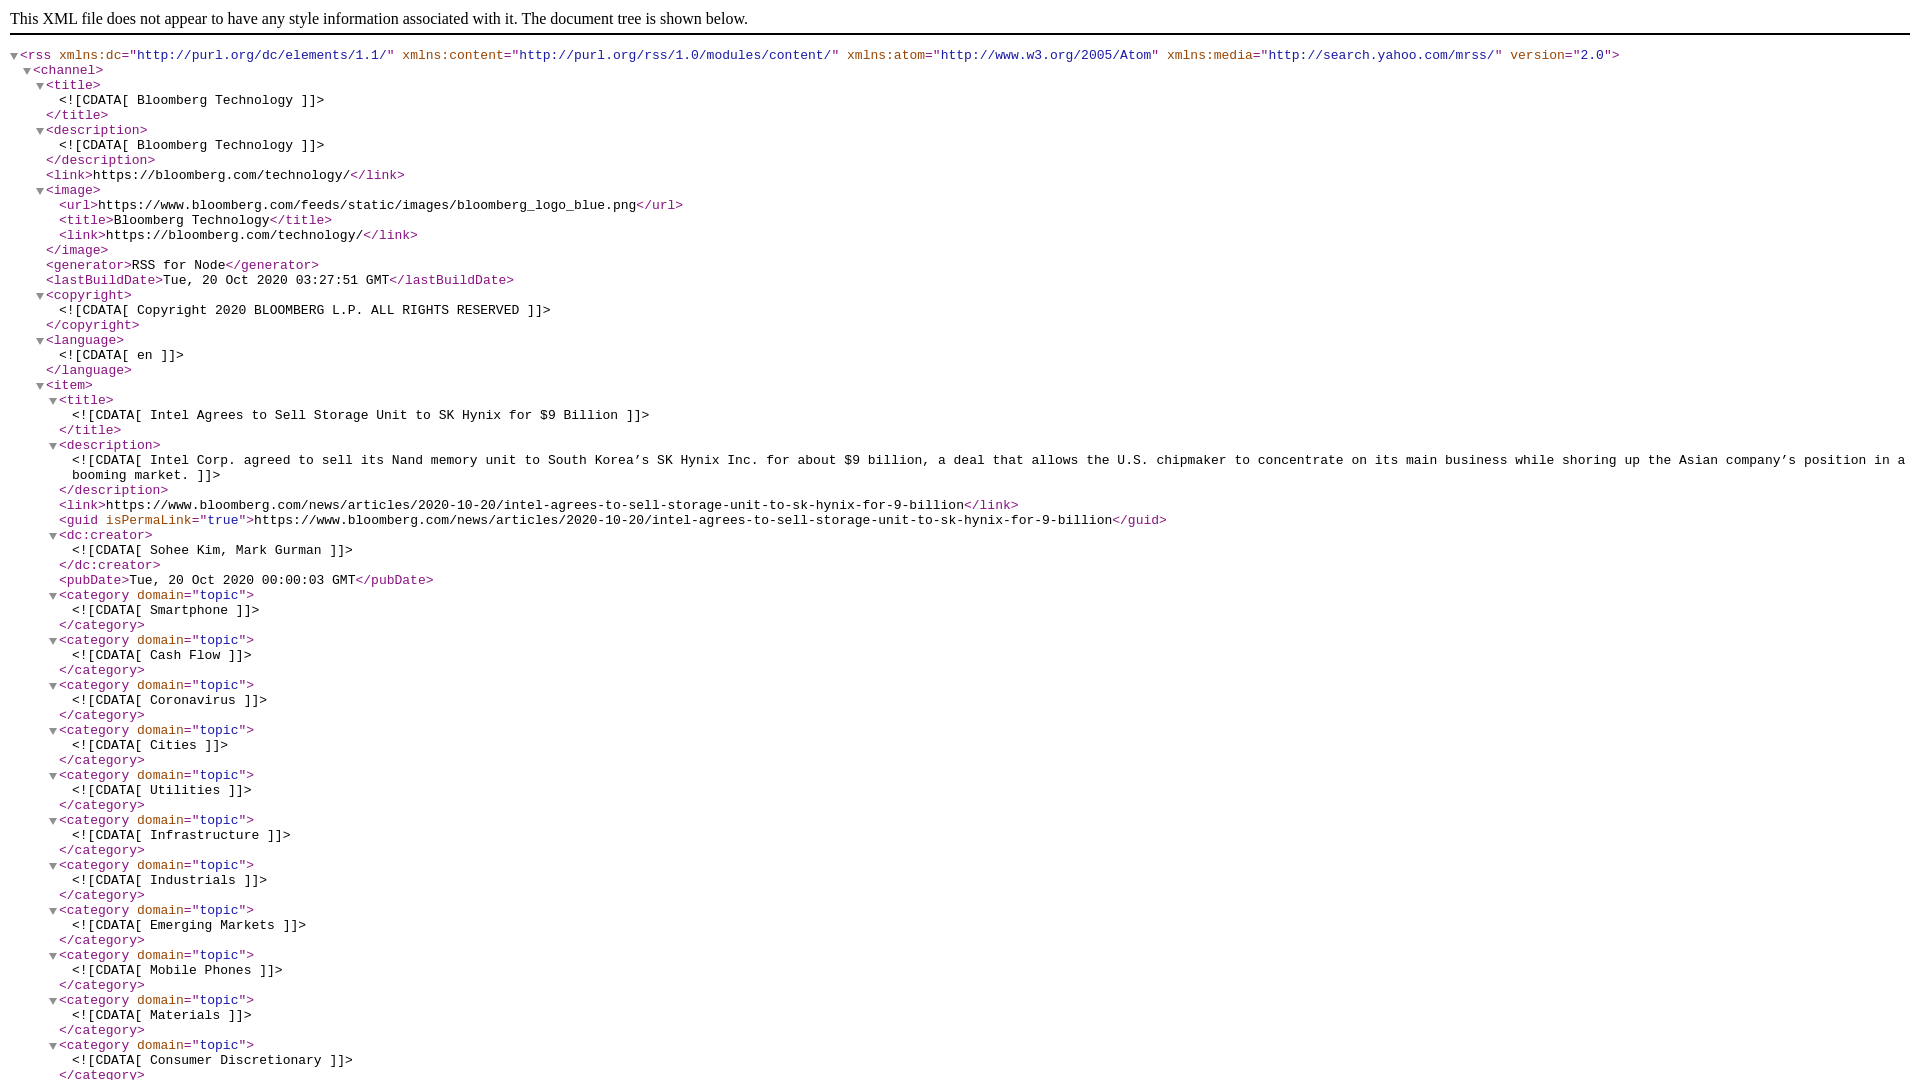 This XML file does not appear to have any style information associated with it. The document tree is shown below.
<rss xmlns:dc="http://purl.org/dc/elements/1.1/" xmlns:content="http://purl.org/rss/1.0/modules/content/" xmlns:atom="http://www.w3.org/2005/Atom" xmlns:media="http://search.yahoo.com/mrss/" version="2.0">
<channel>
<title>
<![CDATA[ Bloomberg Technology ]]>
</title>
<description>
<![CDATA[ Bloomberg Technology ]]>
</description>
<link>https://bloomberg.com/technology/</link>
<image>
<url>https://www.bloomberg.com/feeds/static/images/bloomberg_logo_blue.png</url>
<title>Bloomberg Technology</title>
<link>https://bloomberg.com/technology/</link>
</image>
<generator>RSS for Node</generator>
<lastBuildDate>Tue, 20 Oct 2020 03:27:51 GMT</lastBuildDate>
<copyright>
<![CDATA[ Copyright 2020 BLOOMBERG L.P. ALL RIGHTS RESERVED ]]>
</copyright>
<language>
<![CDATA[ en ]]>
</language>
<item>
<title>
<![CDATA[ Intel Agrees to Sell Storage Unit to SK Hynix for $9 Billion ]]>
</title>
<description>
<![CDATA[ Intel Corp. agreed to sell its Nand memory unit to South Korea’s SK Hynix Inc. for about $9 billion, a deal that allows the U.S. chipmaker to concentrate on its main business while shoring up the Asian company’s position in a
booming market. ]]>
</description>
<link>https://www.bloomberg.com/news/articles/2020-10-20/intel-agrees-to-sell-storage-unit-to-sk-hynix-for-9-billion</link>
<guid isPermaLink="true">https://www.bloomberg.com/news/articles/2020-10-20/intel-agrees-to-sell-storage-unit-to-sk-hynix-for-9-billion</guid>
<dc:creator>
<![CDATA[ Sohee Kim, Mark Gurman ]]>
</dc:creator>
<pubDate>Tue, 20 Oct 2020 00:00:03 GMT</pubDate>
<category domain="topic">
<![CDATA[ Smartphone ]]>
</category>
<category domain="topic">
<![CDATA[ Cash Flow ]]>
</category>
<category domain="topic">
<![CDATA[ Coronavirus ]]>
</category>
<category domain="topic">
<![CDATA[ Cities ]]>
</category>
<category domain="topic">
<![CDATA[ Utilities ]]>
</category>
<category domain="topic">
<![CDATA[ Infrastructure ]]>
</category>
<category domain="topic">
<![CDATA[ Industrials ]]>
</category>
<category domain="topic">
<![CDATA[ Emerging Markets ]]>
</category>
<category domain="topic">
<![CDATA[ Mobile Phones ]]>
</category>
<category domain="topic">
<![CDATA[ Materials ]]>
</category>
<category domain="topic">
<![CDATA[ Consumer Discretionary ]]>
</category>